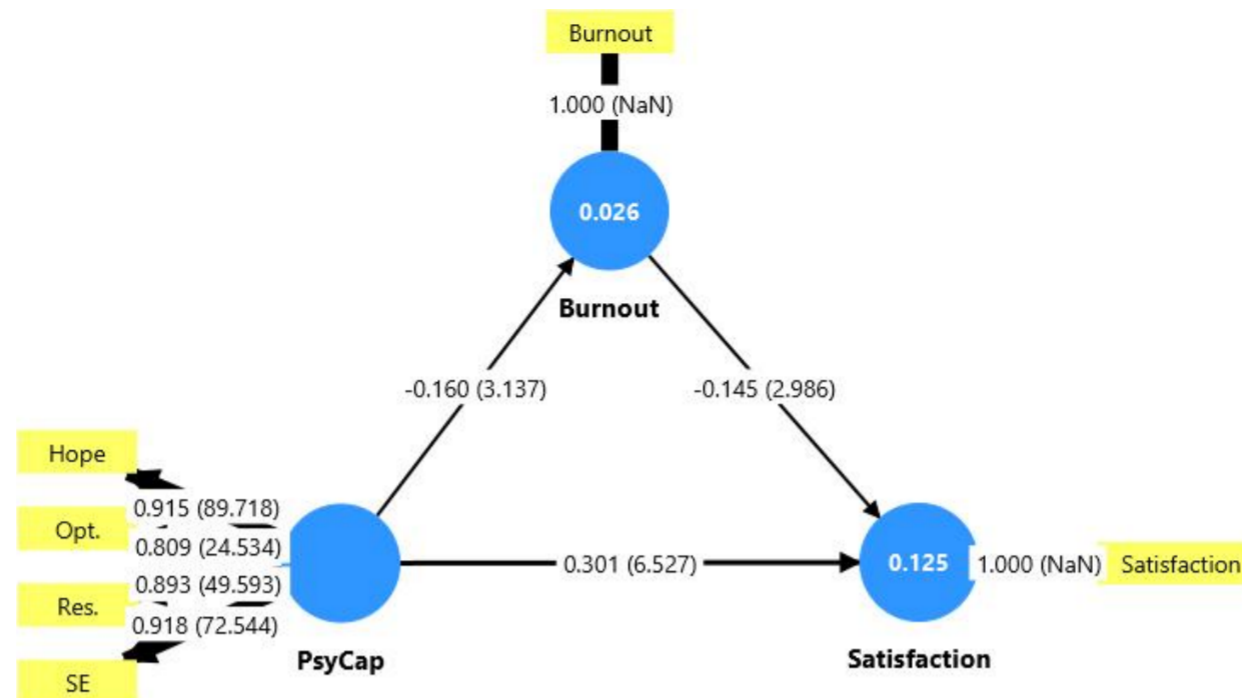 Burnout
1.000 (NaN)
0.026
Burnout
-0.160 (3.137)
-0.145 (2.986)
Hope
0.915 (89.718)
Opt.
0.809 (24.534)
0.893 (49.593)
Res.
0.918 (72.544)
SE
PsyCap
0.301 (6.527)
0.125
1.000 (NaN)
Satisfaction
Satisfaction